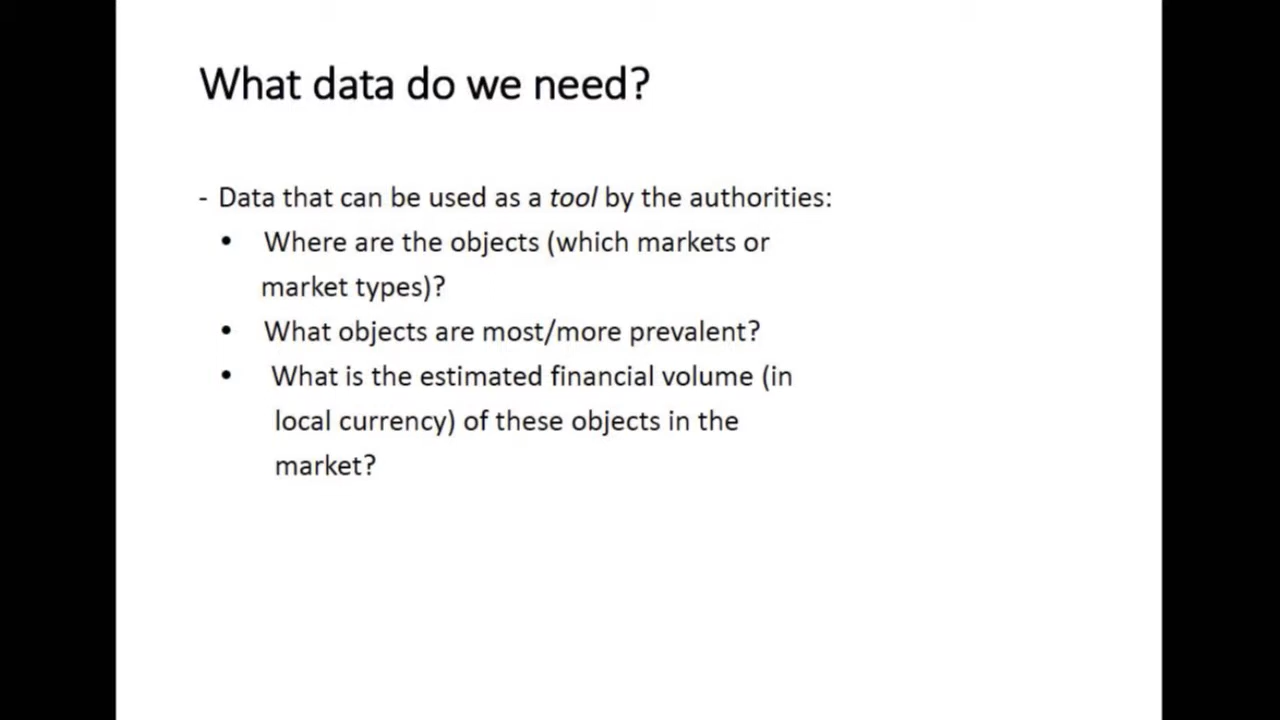 What data do we need?
- Data that can be used as a tool by the authorities:
• Where are the objects (which markets or
market types)?
• What objects are most/more prevalent?
• What is the estimated financial volume (in
local currency) of these objects in the
market?